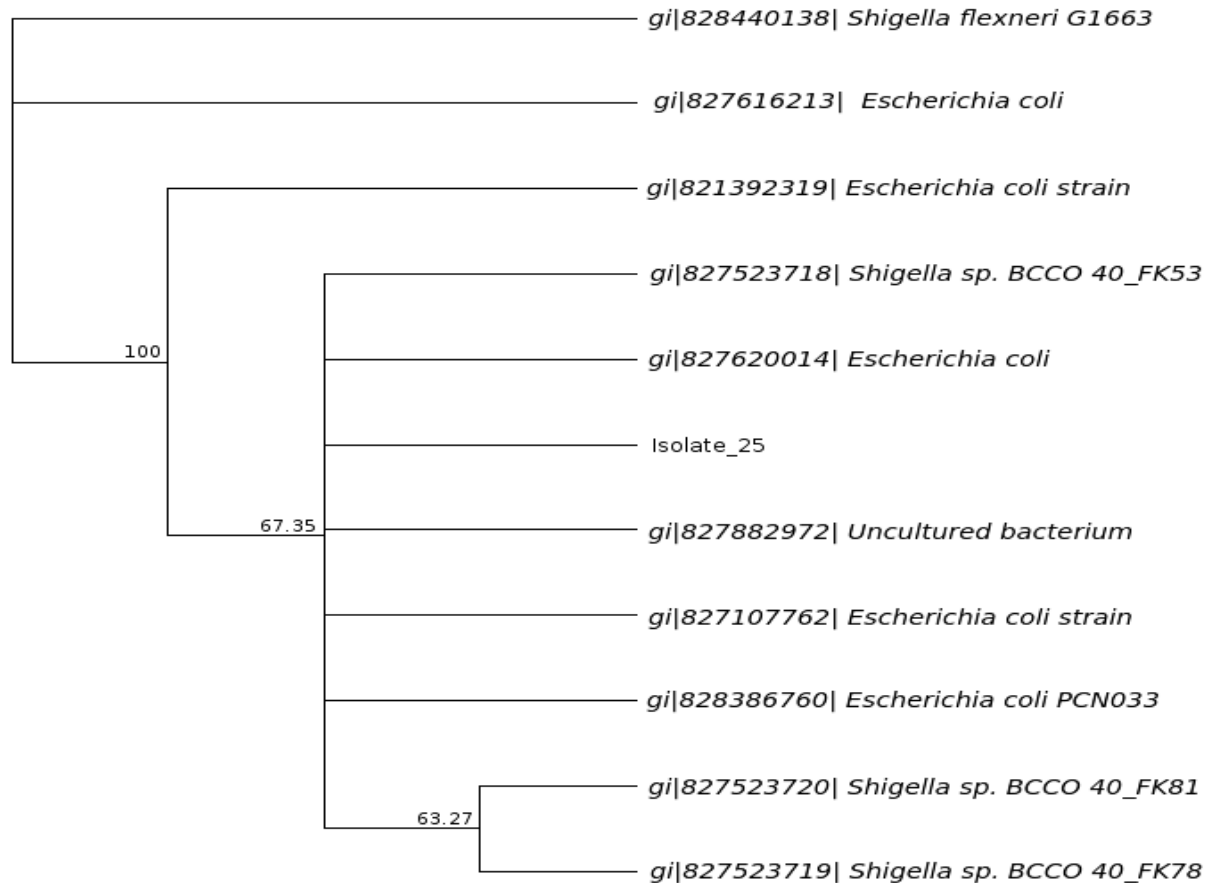 gi|828440138| Shigella flexneri G1663
gi|827616213| Escherichia coli
gi|821392319| Escherichia coli strain
gi|827523718| Shigella sp. BCCO 40_FK53
100
gi|827620014| Escherichia coli
Isolate_25
67.35
gi|827882972| Uncultured bacterium
gi|827107762| Escherichia coli strain
gi|828386760| Escherichia coli PCN033
gi|827523720| Shigella sp. BCCO 40_FK81
63.27
gi|827523719| Shigella sp. BCCO 40_FK78